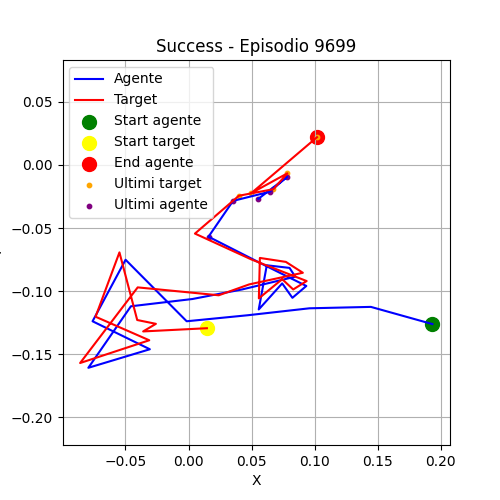 Success - Episodio 9699
Agente
Target
Start agente
Start target
End agente
Ultimi target
Ultimi agente
0.05
0.00
−0.05
−0.10
−0.15
−0.20
−0.05
0.00
0.05
0.10
0.15
0.20
X